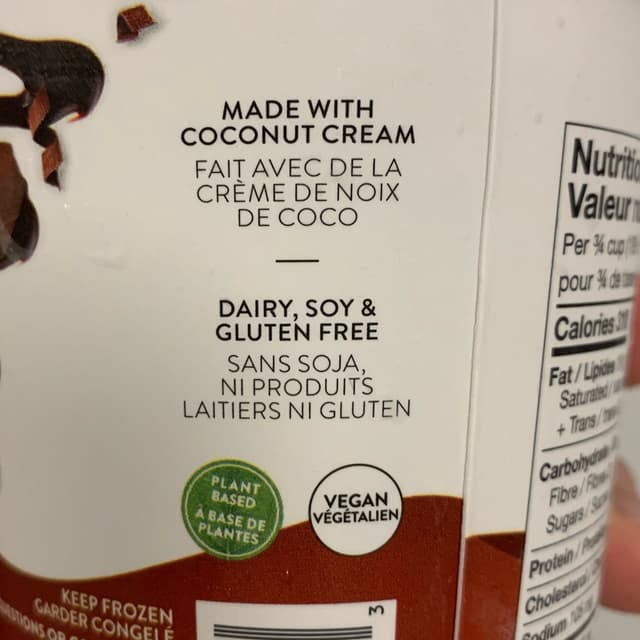 MADE WITH
COCONUT CREAM
FAIT AVEC DE LA
CRÈME DE NOIX
DE COCO
DAIRY, SOY &
GLUTEN FREE
SANS SOJA,
NI PRODUITS
LAITIERS NI GLUTEN
PLANT
BASED
À BASE DE
PLANTES
VEGAN
VÉGÉTALIEN
KEEP FROZEN
GARDER CONGELÉ
3
Valeur
Per ¾ cup
pour ¾ de
Calories
Fat / Lipides
Saturated /
+ Trans /
Carbohydrate
Fibre /
Sugars /
Protein /
Sodium